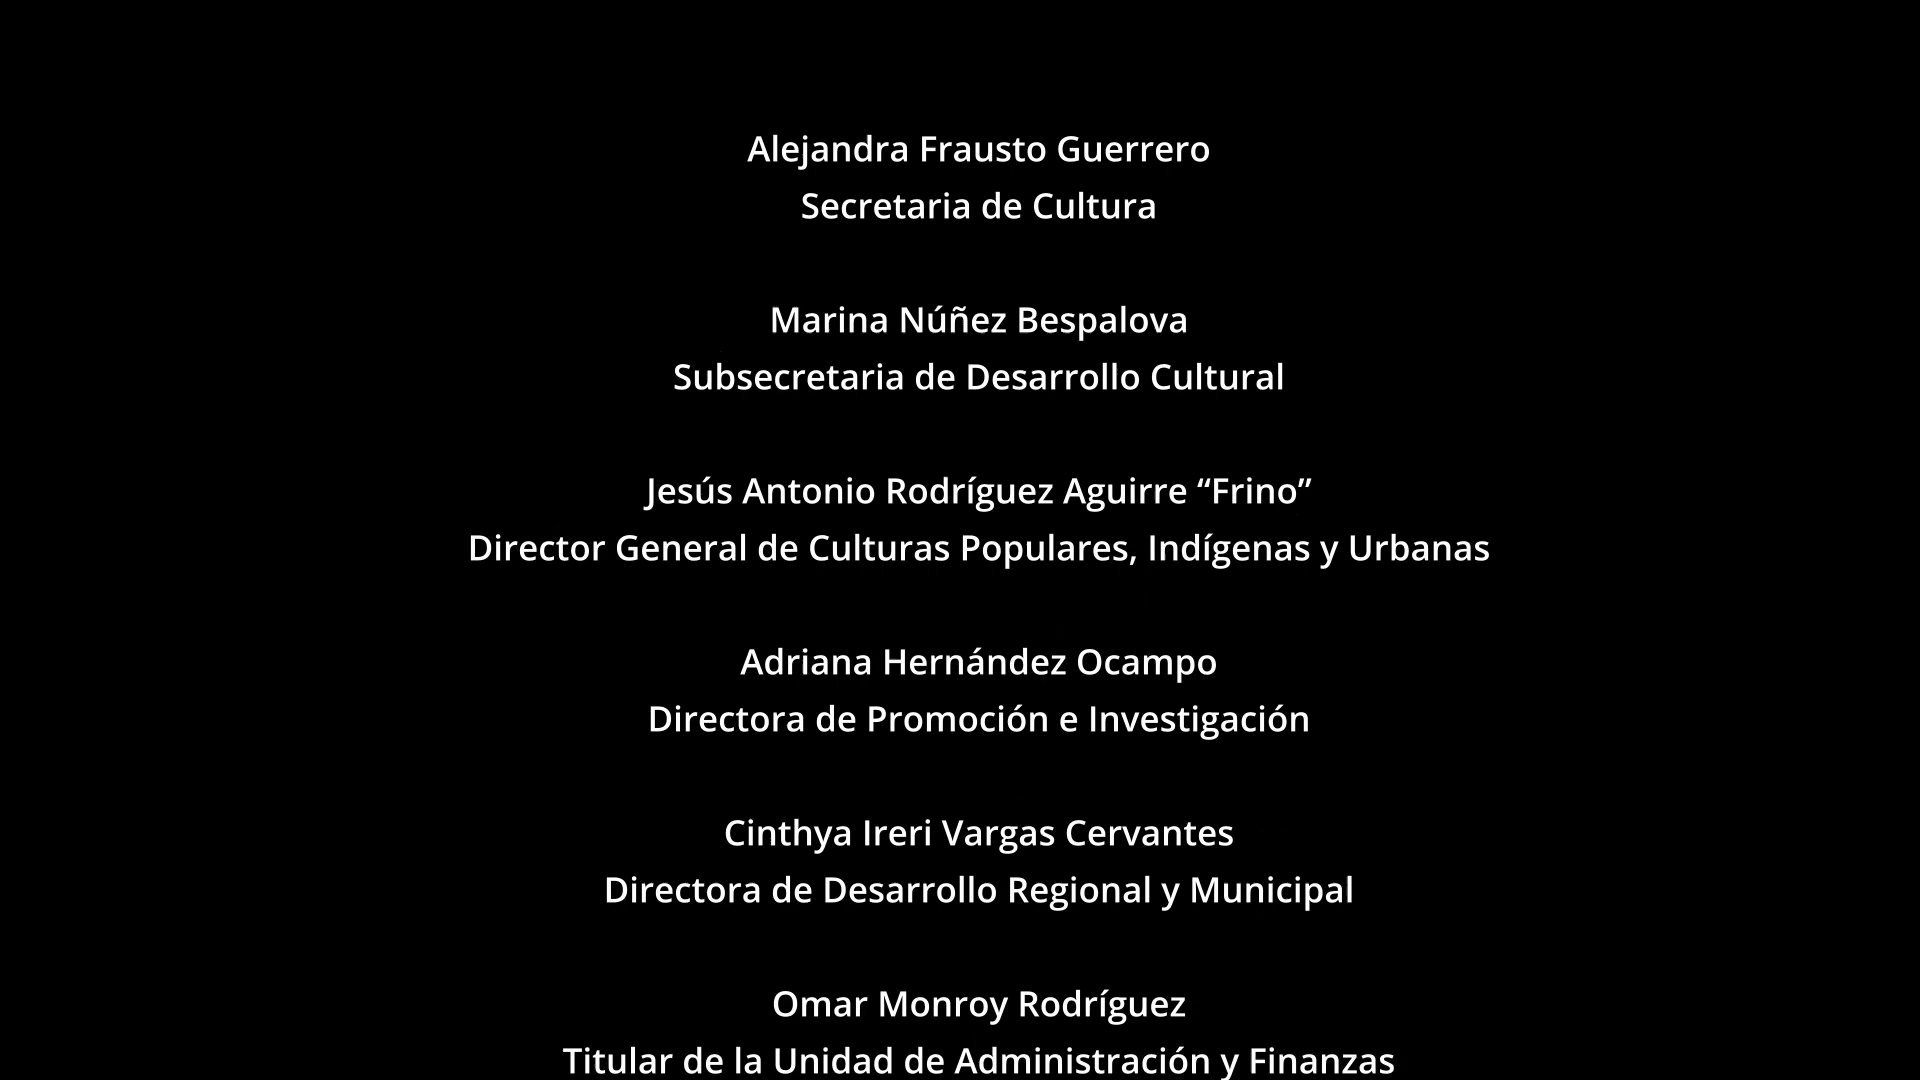 Alejandra Frausto Guerrero
Secretaria de Cultura
Marina Núñez Bespalova
Subsecretaria de Desarrollo Cultural
Jesús Antonio Rodríguez Aguirre “Frino”
Director General de Culturas Populares, Indígenas y Urbanas
Adriana Hernández Ocampo
Directora de Promoción e Investigación
Cinthya Ireri Vargas Cervantes
Directora de Desarrollo Regional y Municipal
Omar Monroy Rodríguez
Titular de la Unidad de Administración y Finanzas